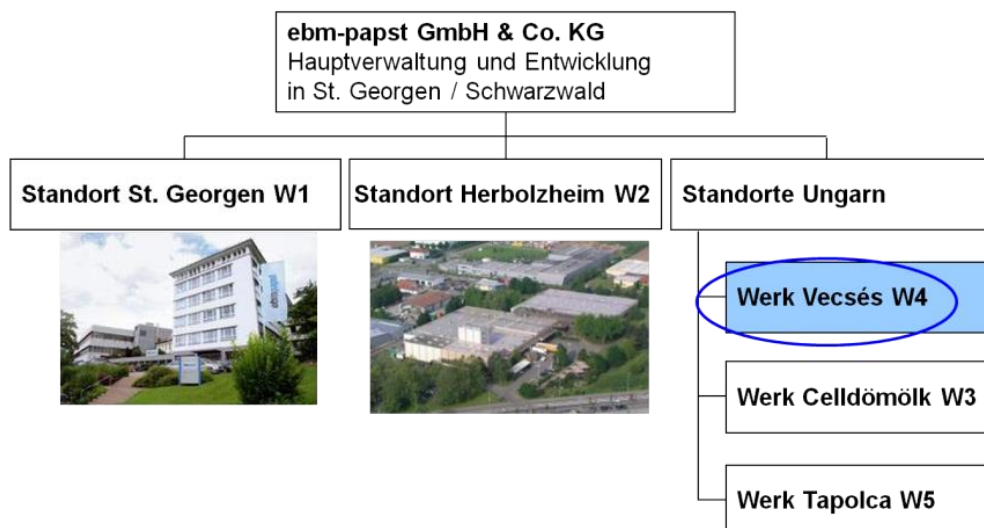 ebm-papst GmbH & Co. KG
Hauptverwaltung und Entwicklung
in St. Georgen / Schwarzwald
Standort St. Georgen W1
Standort Herbolzheim W2
Standorte Ungarn
Werk Vecsés W4
Werk Celldömölk W3
Werk Tapolca W5